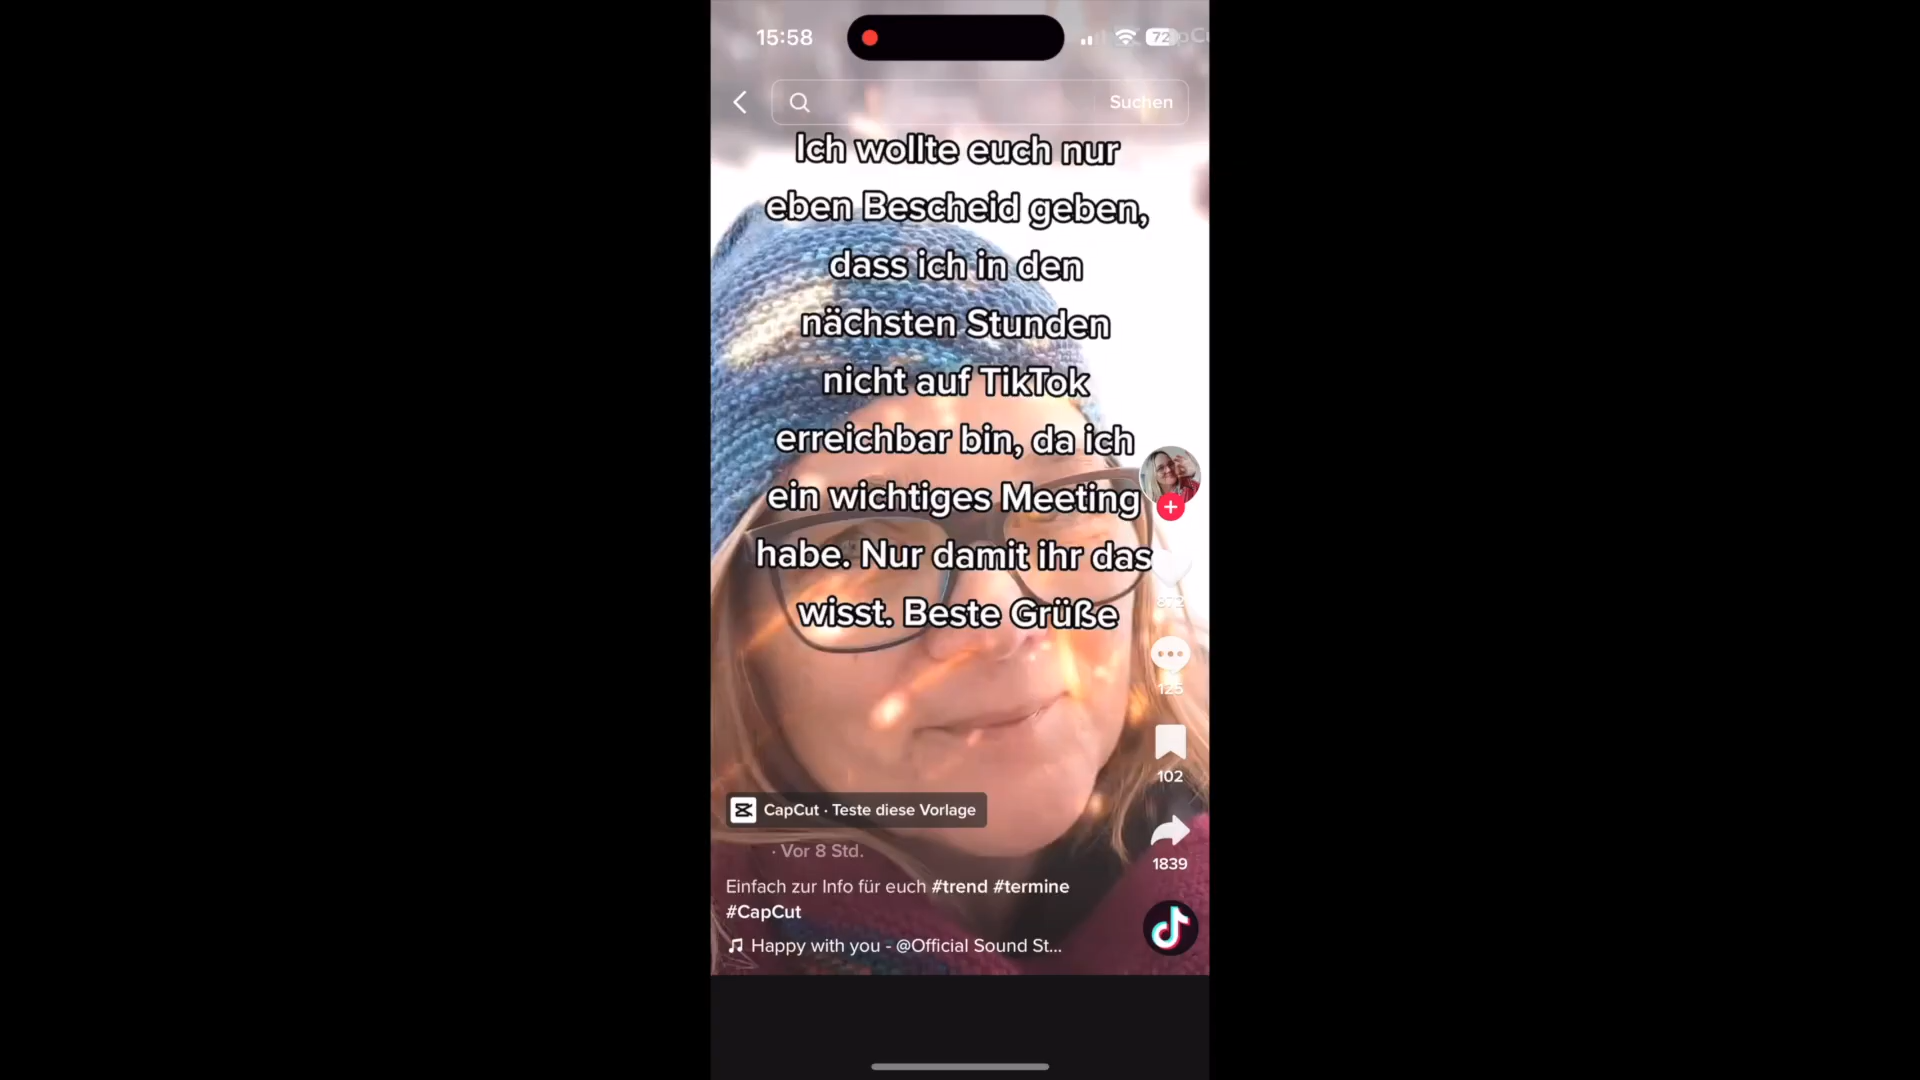 15:58
72
Suchen
Ich wollte euch nur
eben Bescheid geben,
dass ich in den
nächsten Stunden
nicht auf TikTok
erreichbar bin, da ich
ein wichtiges Meeting
habe. Nur damit ihr das
wisst. Beste Grüße
872
125
102
CapCut · Teste diese Vorlage
· Vor 8 Std.
1839
Einfach zur Info für euch #trend #termine
#CapCut
Happy with you - @Official Sound St...